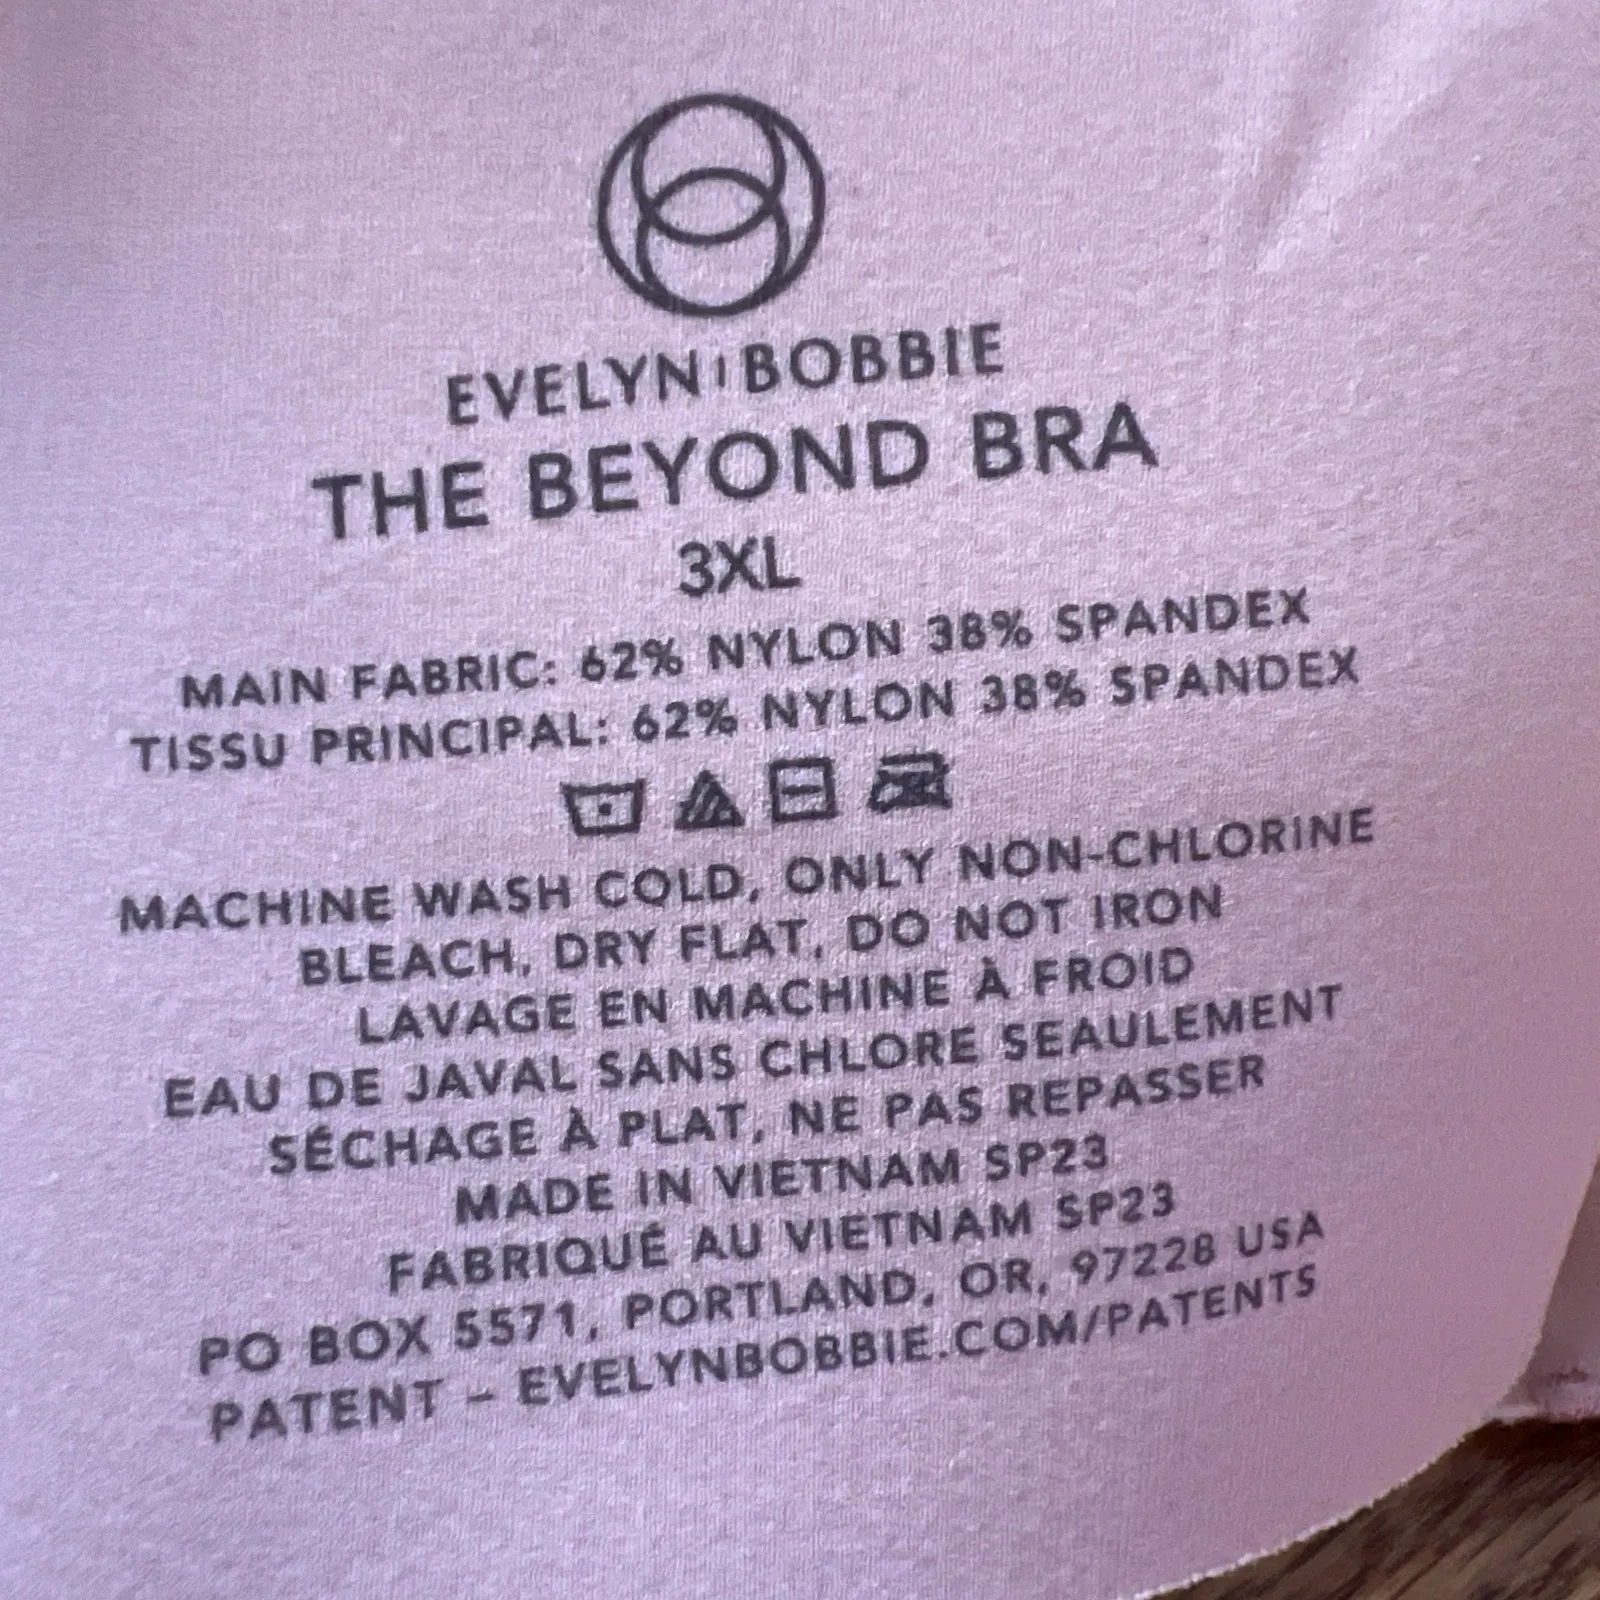 EVELYN|BOBBIE
THE BEYOND BRA
3XL
MAIN FABRIC: 62% NYLON 38% SPANDEX
TISSU PRINCIPAL: 62% NYLON 38% SPANDEX
MACHINE WASH COLD, ONLY NON-CHLORINE
BLEACH, DRY FLAT, DO NOT IRON
LAVAGE EN MACHINE À FROID
EAU DE JAVAL SANS CHLORE SEAULEMENT
SÉCHAGE À PLAT, NE PAS REPASSER
MADE IN VIETNAM SP23
FABRIQUÉ AU VIETNAM SP23
PO BOX 5571, PORTLAND, OR, 97228 USA
PATENT - EVELYNBOBBIE.COM/PATENTS